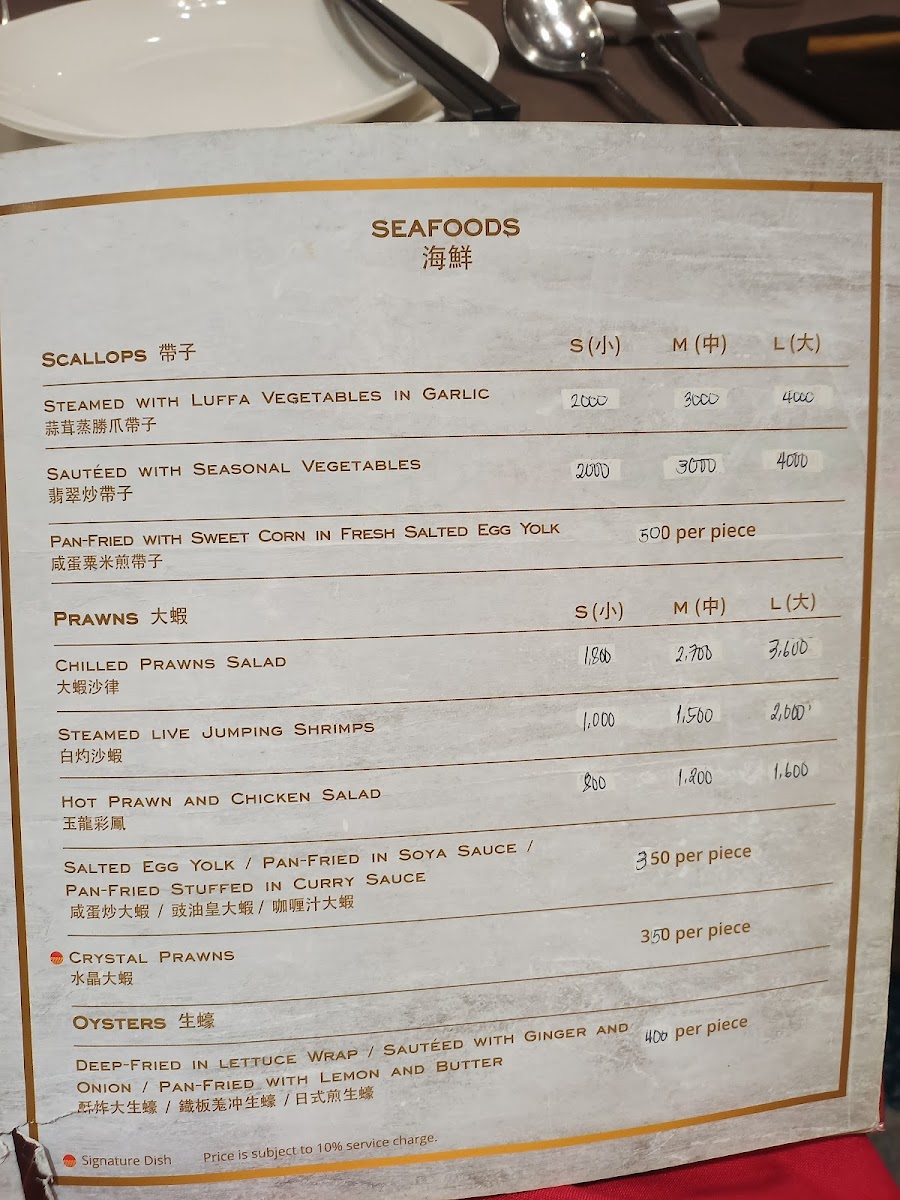 SEAFOODS
海鮮
SCALLOPS 帶子 S(小) M(中) L(大)
STEAMED WITH LUFFA VEGETABLES IN GARLIC 2000 3000 4000
蒜茸蒸勝爪帶子
SAUTÉED WITH SEASONAL VEGETABLES 2000 3000 4000
翡翠炒帶子
PAN-FRIED WITH SWEET CORN IN FRESH SALTED EGG YOLK 500 per piece
咸蛋粟米煎帶子
PRAWNS 大蝦 S(小) M(中) L(大)
CHILLED PRAWNS SALAD 1,800 2,700 3,600
大蝦沙律
STEAMED LIVE JUMPING SHRIMPS 1,000 1,500 2,000
白灼沙蝦
HOT PRAWN AND CHICKEN SALAD 800 1,200 1,600
玉龍彩鳳
SALTED EGG YOLK / PAN-FRIED IN SOYA SAUCE / 350 per piece
PAN-FRIED STUFFED IN CURRY SAUCE
咸蛋炒大蝦 / 豉油皇大蝦 / 咖喱汁大蝦
CRYSTAL PRAWNS 350 per piece
水晶大蝦
OYSTERS 生蠔
DEEP-FRIED IN LETTUCE WRAP / SAUTÉED WITH GINGER AND 400 per piece
ONION / PAN-FRIED WITH LEMON AND BUTTER
酥炸大生蠔 / 鐵板羗冲生蠔 / 日式煎生蠔
Signature Dish Price is subject to 10% service charge.